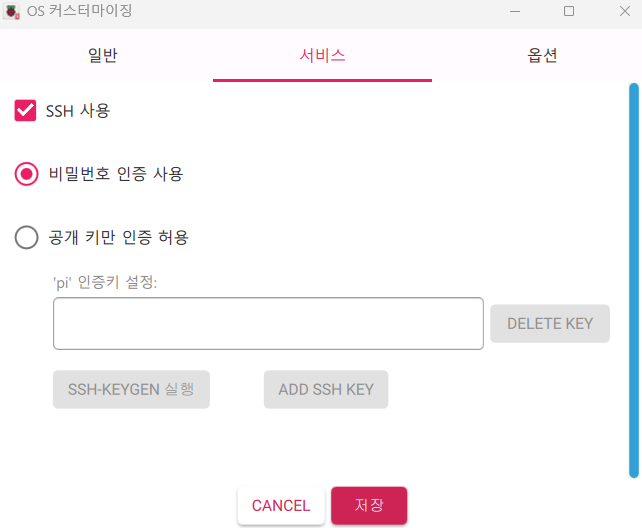 OS 커스터마이징
일반 서비스 옵션
SSH 사용
비밀번호 인증 사용
공개 키만 인증 허용
'pi' 인증키 설정:
DELETE KEY
SSH-KEYGEN 실행 ADD SSH KEY
CANCEL 저장